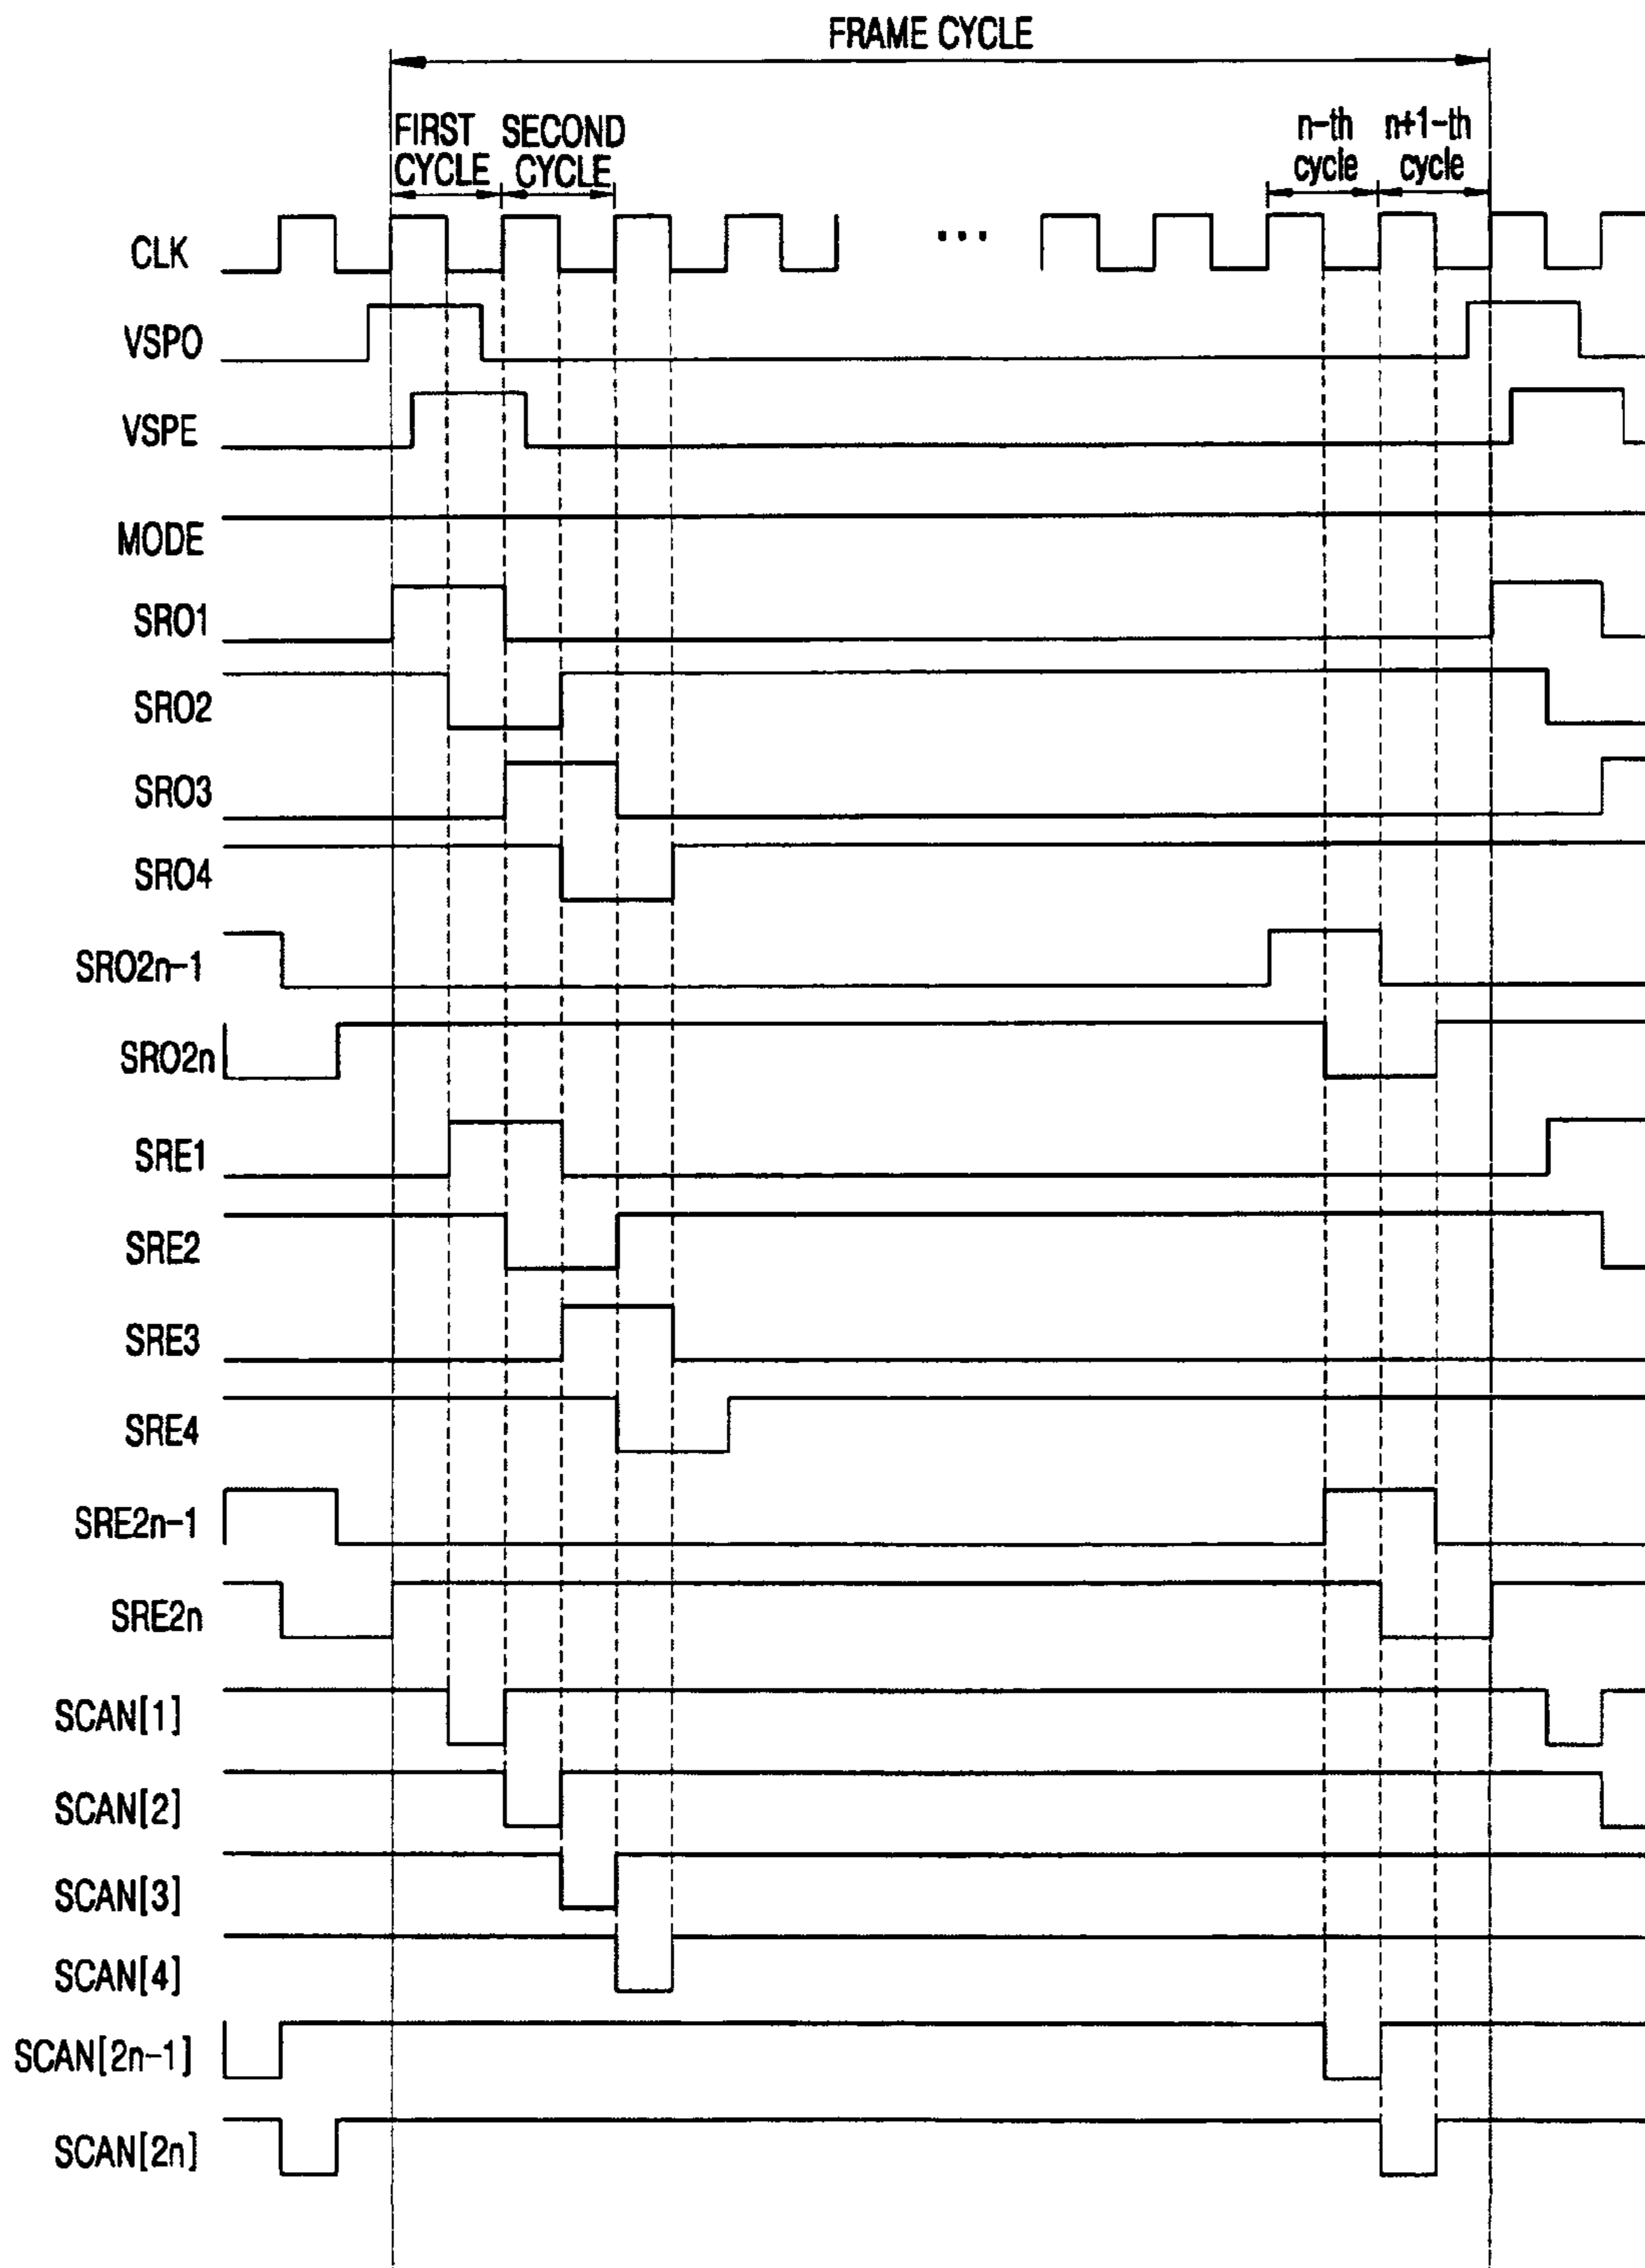 FRAME CYCLE
FIRST CYCLE
SECOND CYCLE
n-th cycle
n+1-th cycle
CLK
...
VSPO
VSPE
MODE
SRO1
SRO2
SRO3
SRO4
SRO2n-1
SRO2n
SRE1
SRE2
SRE3
SRE4
SRE2n-1
SRE2n
SCAN[1]
SCAN[2]
SCAN[3]
SCAN[4]
SCAN[2n-1]
SCAN[2n]